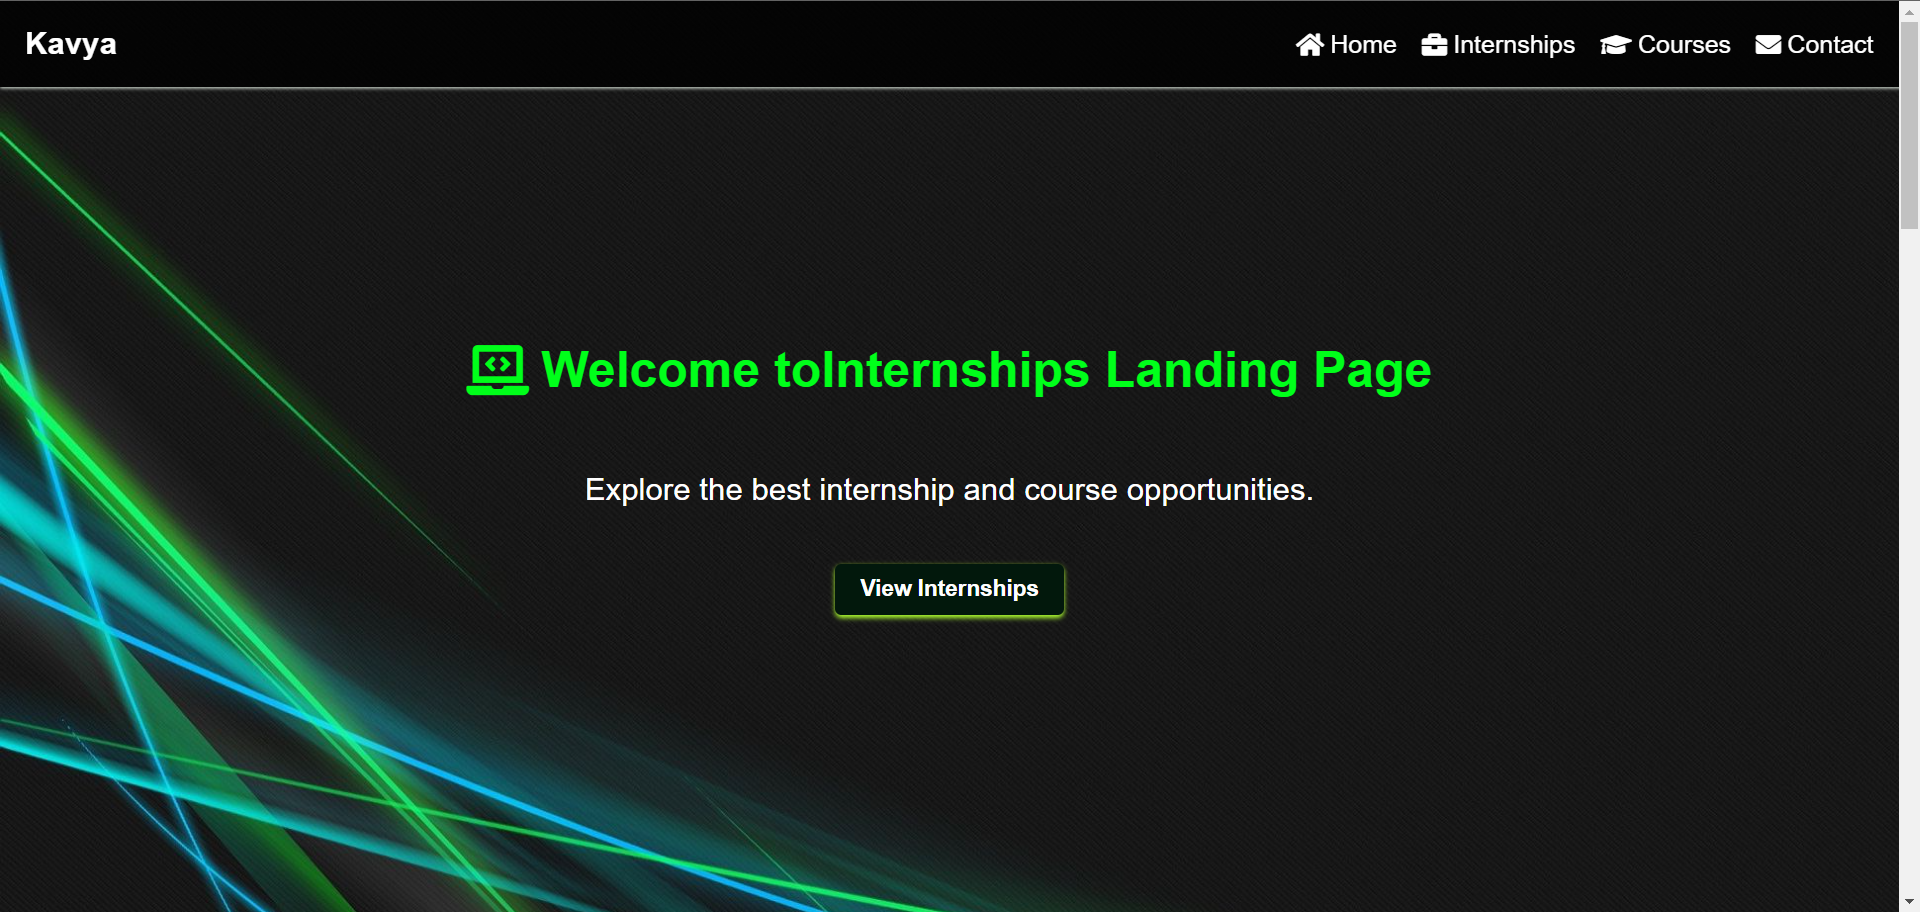 Kavya
Home Internships Courses Contact
Welcome toInternships Landing Page
Explore the best internship and course opportunities.
View Internships